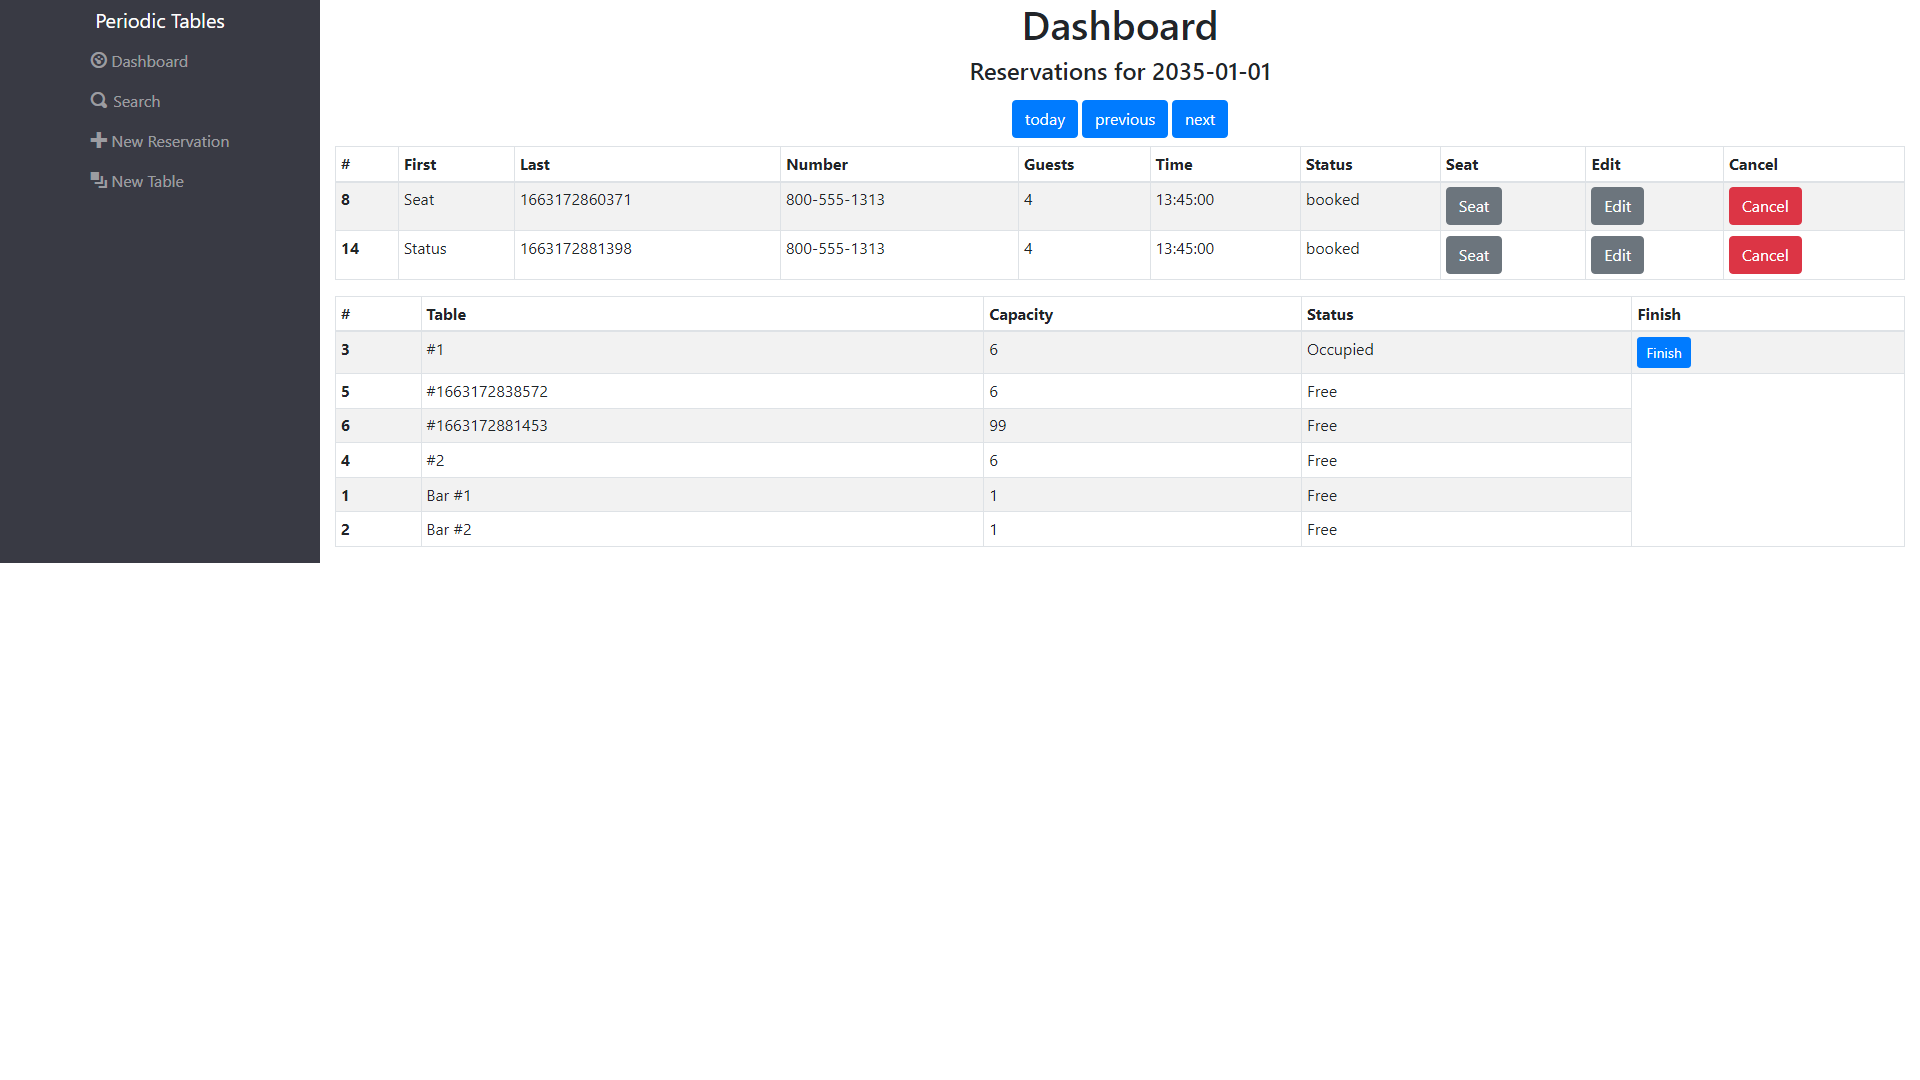 Periodic Tables
Dashboard
Search
New Reservation
New Table
Dashboard
Reservations for 2035-01-01
today previous next
# First Last Number Guests Time Status Seat Edit Cancel
8 Seat 1663172860371 800-555-1313 4 13:45:00 booked Seat Edit Cancel
14 Status 1663172881398 800-555-1313 4 13:45:00 booked Seat Edit Cancel
# Table Capacity Status Finish
3 #1 6 Occupied Finish
5 #1663172838572 6 Free
6 #1663172881453 99 Free
4 #2 6 Free
1 Bar #1 1 Free
2 Bar #2 1 Free